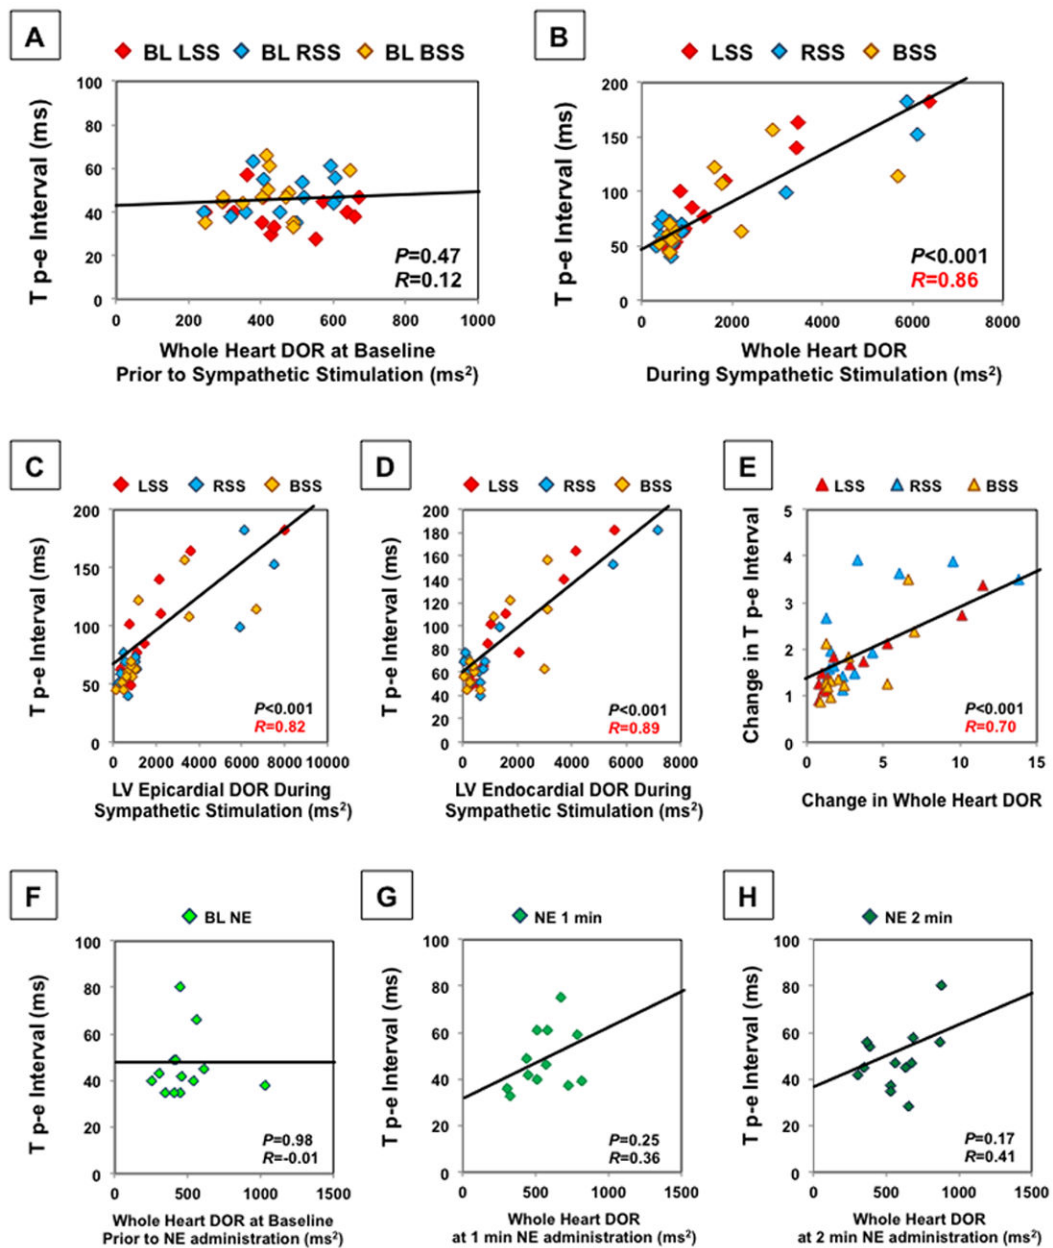 A
BL LSS BL RSS BL BSS
T p-e Interval (ms)
100
80
60
40
20
0
P=0.47
R=0.12
0 200 400 600 800 1000
Whole Heart DOR at Baseline
Prior to Sympathetic Stimulation (ms²)
B
LSS RSS BSS
T p-e Interval (ms)
200
150
100
50
0
P<0.001
R=0.86
0 2000 4000 6000 8000
Whole Heart DOR
During Sympathetic Stimulation (ms²)
C
LSS RSS BSS
T p-e Interval (ms)
200
150
100
50
0
P<0.001
R=0.82
0 2000 4000 6000 8000 10000
LV Epicardial DOR During
Sympathetic Stimulation (ms²)
D
LSS RSS BSS
T p-e Interval (ms)
200
180
160
140
120
100
80
60
40
20
0
P<0.001
R=0.89
0 2000 4000 6000 8000
LV Endocardial DOR During
Sympathetic Stimulation (ms²)
E
LSS RSS BSS
Change in T p-e Interval
5
4
3
2
1
0
P<0.001
R=0.70
0 5 10 15
Change in Whole Heart DOR
F
BL NE
T p-e Interval (ms)
100
80
60
40
20
0
P=0.98
R=-0.01
0 500 1000 1500
Whole Heart DOR at Baseline
Prior to NE administration (ms²)
G
NE 1 min
T p-e Interval (ms)
100
80
60
40
20
0
P=0.25
R=0.36
0 500 1000 1500
Whole Heart DOR
at 1 min NE administration (ms²)
H
NE 2 min
T p-e Interval (ms)
100
80
60
40
20
0
P=0.17
R=0.41
0 500 1000 1500
Whole Heart DOR
at 2 min NE administration (ms²)